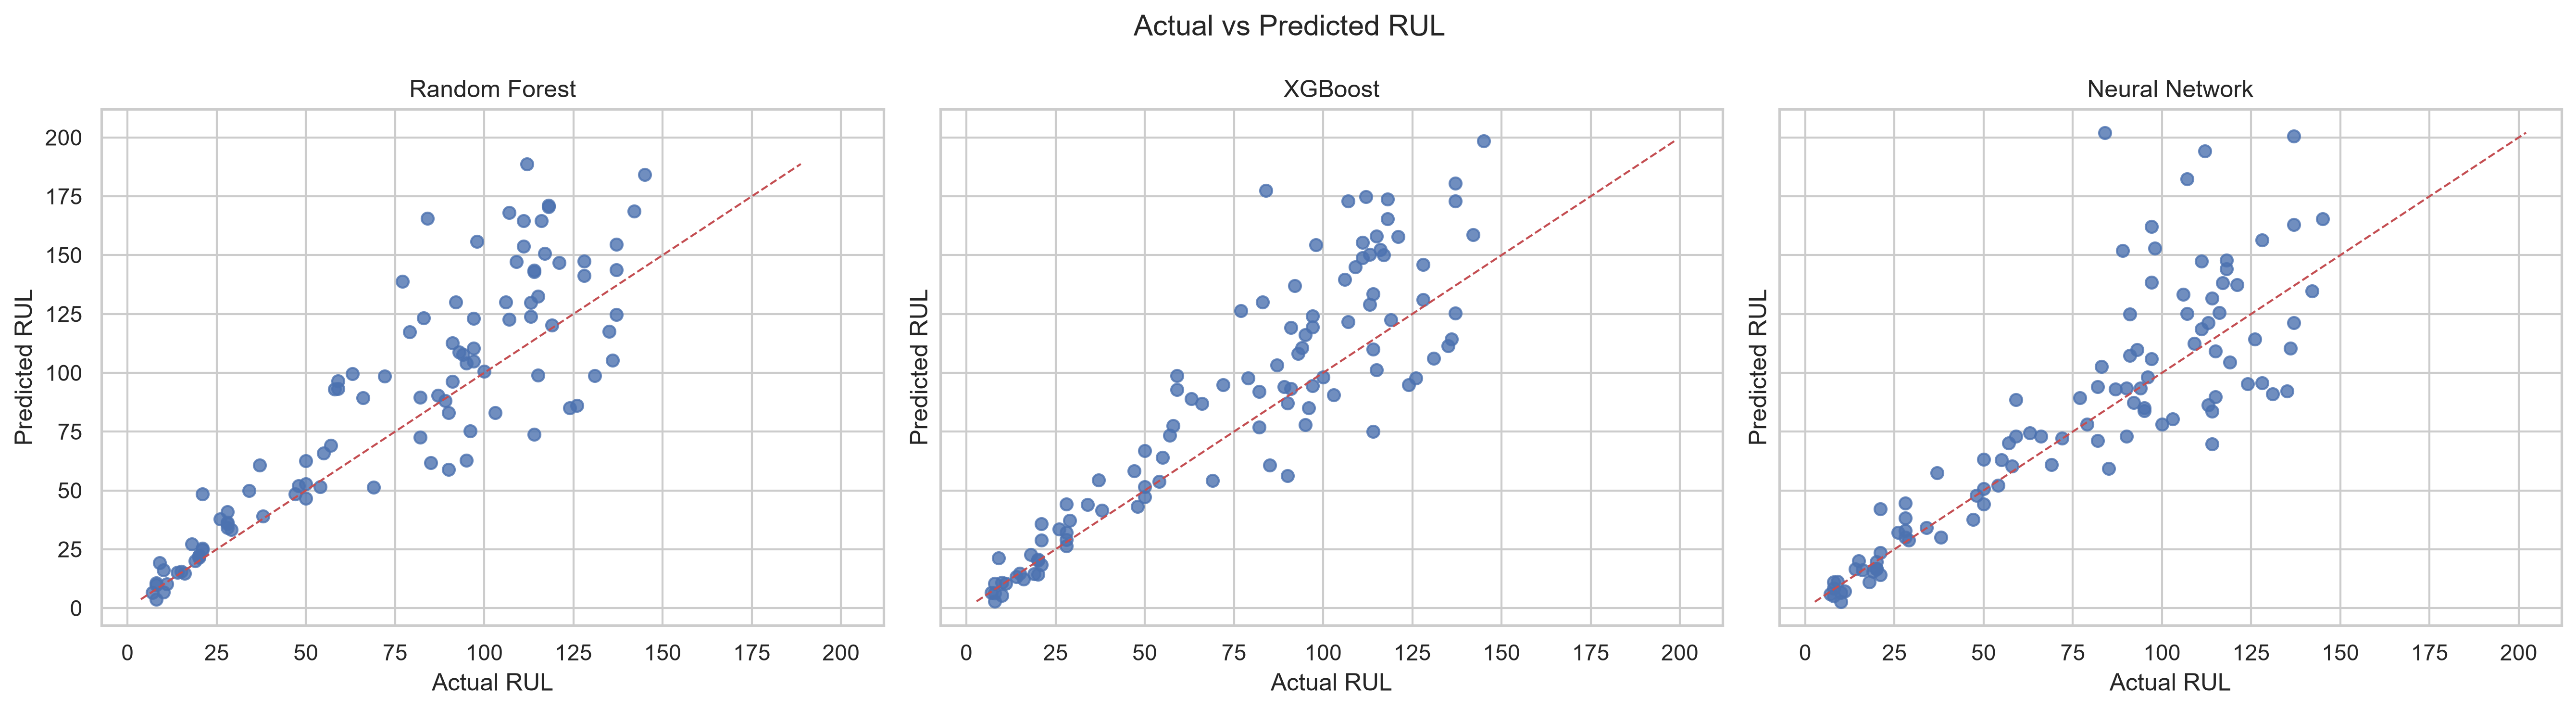 Actual vs Predicted RUL
Random Forest
XGBoost
Neural Network
200
175
150
125
100
75
50
25
0
Predicted RUL
Predicted RUL
Predicted RUL
0 25 50 75 100 125 150 175 200
0 25 50 75 100 125 150 175 200
0 25 50 75 100 125 150 175 200
Actual RUL
Actual RUL
Actual RUL